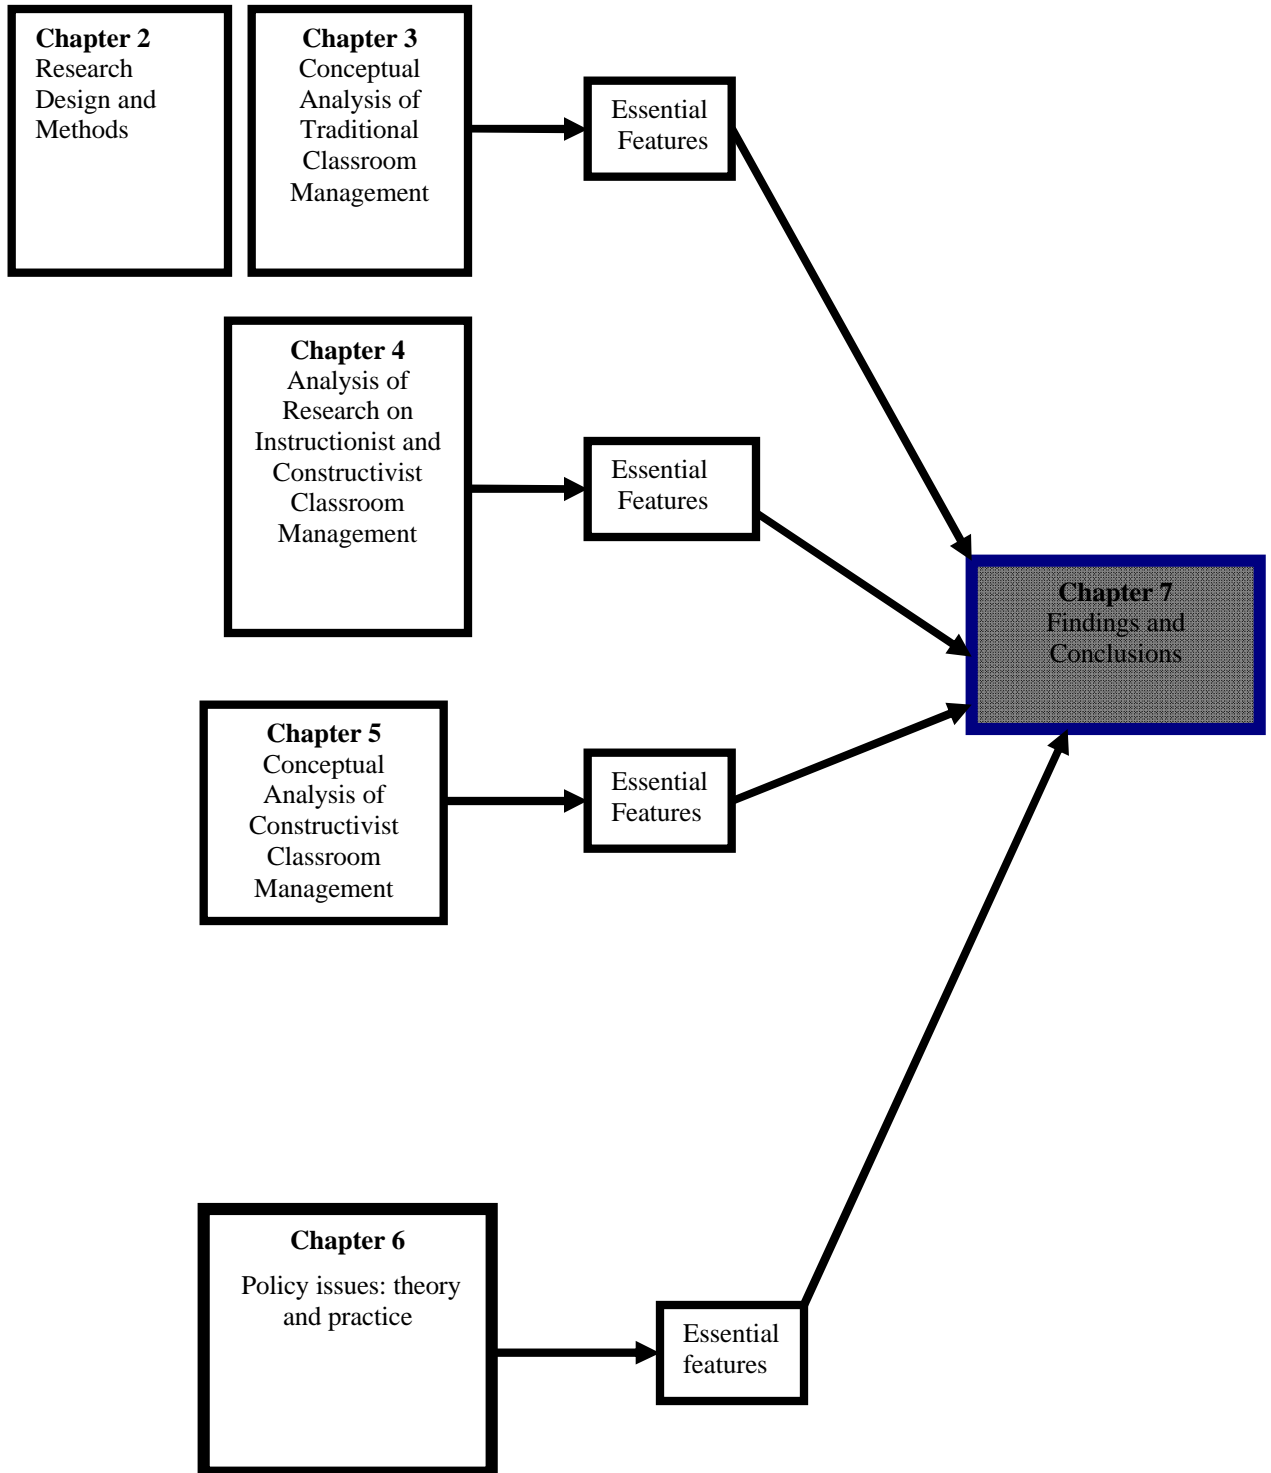 Chapter 2
Research
Design and
Methods
Chapter 3
Conceptual
Analysis of
Traditional
Classroom
Management
Essential
Features
Chapter 4
Analysis of
Research on
Instructionist and
Constructivist
Classroom
Management
Essential
Features
Chapter 7
Findings and
Conclusions
Chapter 5
Conceptual
Analysis of
Constructivist
Classroom
Management
Essential
Features
Chapter 6
Policy issues: theory
and practice
Essential
features